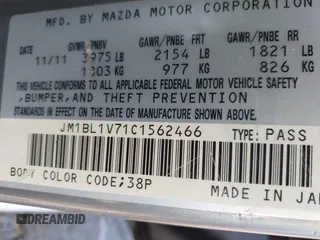 MFD. BY MAZDA MOTOR CORPORATION
GVWR/PNBV GAWR/PNBE FR GAWR/PNBE RR
11/11 3975 LB 2154 LB 1821 LB
1803 KG 977 KG 826 KG
THIS VEHICLE CONFORMS TO ALL APPLICABLE FEDERAL MOTOR VEHICLE SAFETY
,BUMPER,AND THEFT PREVENTION
STANDARDS IN EFFECT ON THE DATE OF MANUFACTURE SHOWN ABOVE.
JM1BL1V71C1562466 TYPE: PASS
BODY COLOR CODE;38P
MADE IN JAPA
DREAMBID